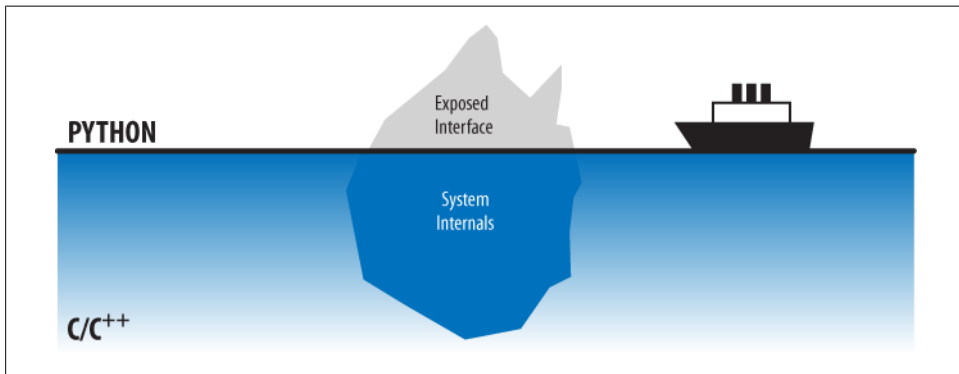 Exposed
Interface
PYTHON
System
Internals
C/C++